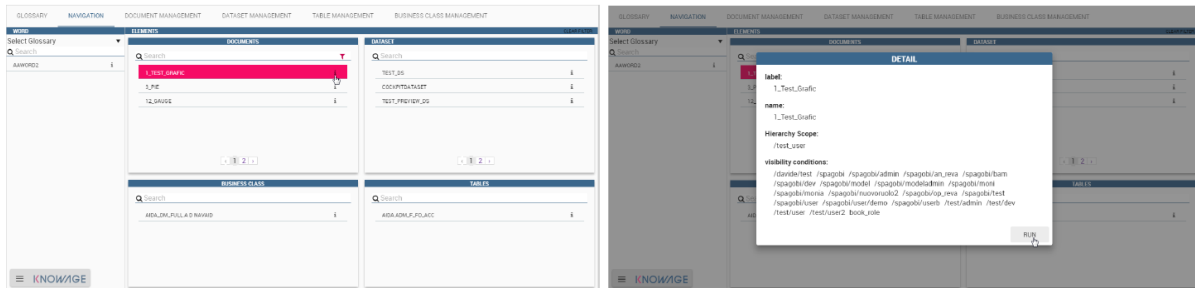 GLOSSARY NAVIGATION DOCUMENT MANAGEMENT DATASET MANAGEMENT TABLE MANAGEMENT BUSINESS CLASS MANAGEMENT
WORD ELEMENTS CLEAR FILTER
Select Glossary
Search
AAWORD2 i
DOCUMENTS
Search
1_TEST_GRAFIC
3_PIE i
12_GAUGE i
‹ 1 2 ›
DATASET
Search
TEST_DS i
COCKPITDATASET i
TEST_PREVIEW_DS i
‹ 1 2 ›
BUSINESS CLASS
Search
i
TABLES
Search
i
KNOWAGE
GLOSSARY NAVIGATION DOCUMENT MANAGEMENT DATASET MANAGEMENT TABLE MANAGEMENT BUSINESS CLASS MANAGEMENT
WORD ELEMENTS
Select Glossary
Search
AAWORD2 i
DOCUMENTS
DATASET
DETAIL
label:
1_Test_Grafic
name:
1_Test_Grafic
Hierarchy Scope:
/test_user
visibility conditions:
/davide/test /spagobi /spagobi/admin /spagobi/an_reva /spagobi/bam
/spagobi/dev /spagobi/model /spagobi/modeladmin /spagobi/moni
/spagobi/monia /spagobi/nuovoruolo2 /spagobi/op_reva /spagobi/test
/spagobi/user /spagobi/user/demo /spagobi/userb /test/admin /test/dev
/test/user /test/user2 book_role
RUN
‹ 1 2 ›
TABLES
KNOWAGE